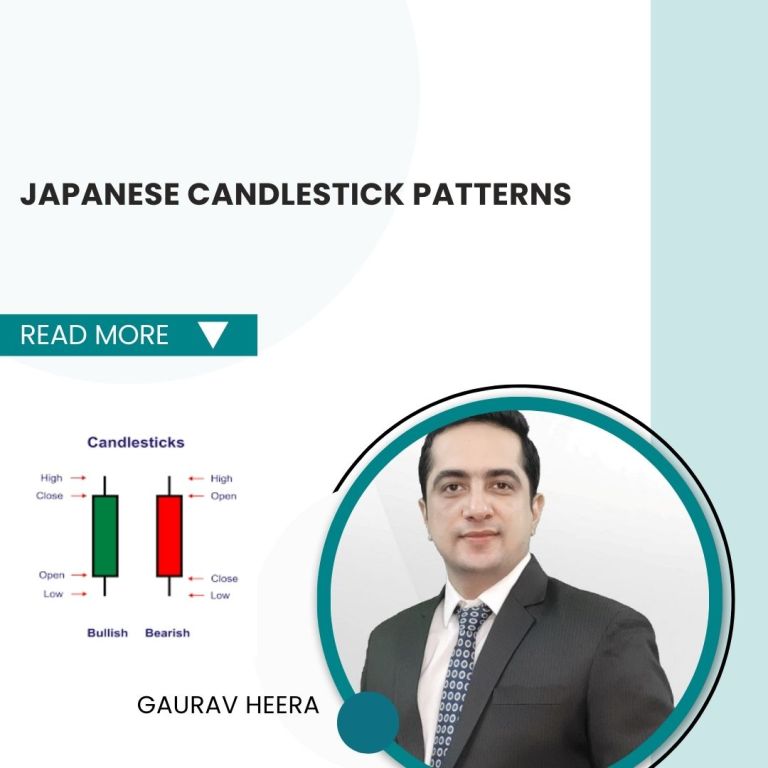 JAPANESE CANDLESTICK PATTERNS
READ MORE
Candlesticks
High High
Close Open
Open Close
Low Low
Bullish Bearish
GAURAV HEERA